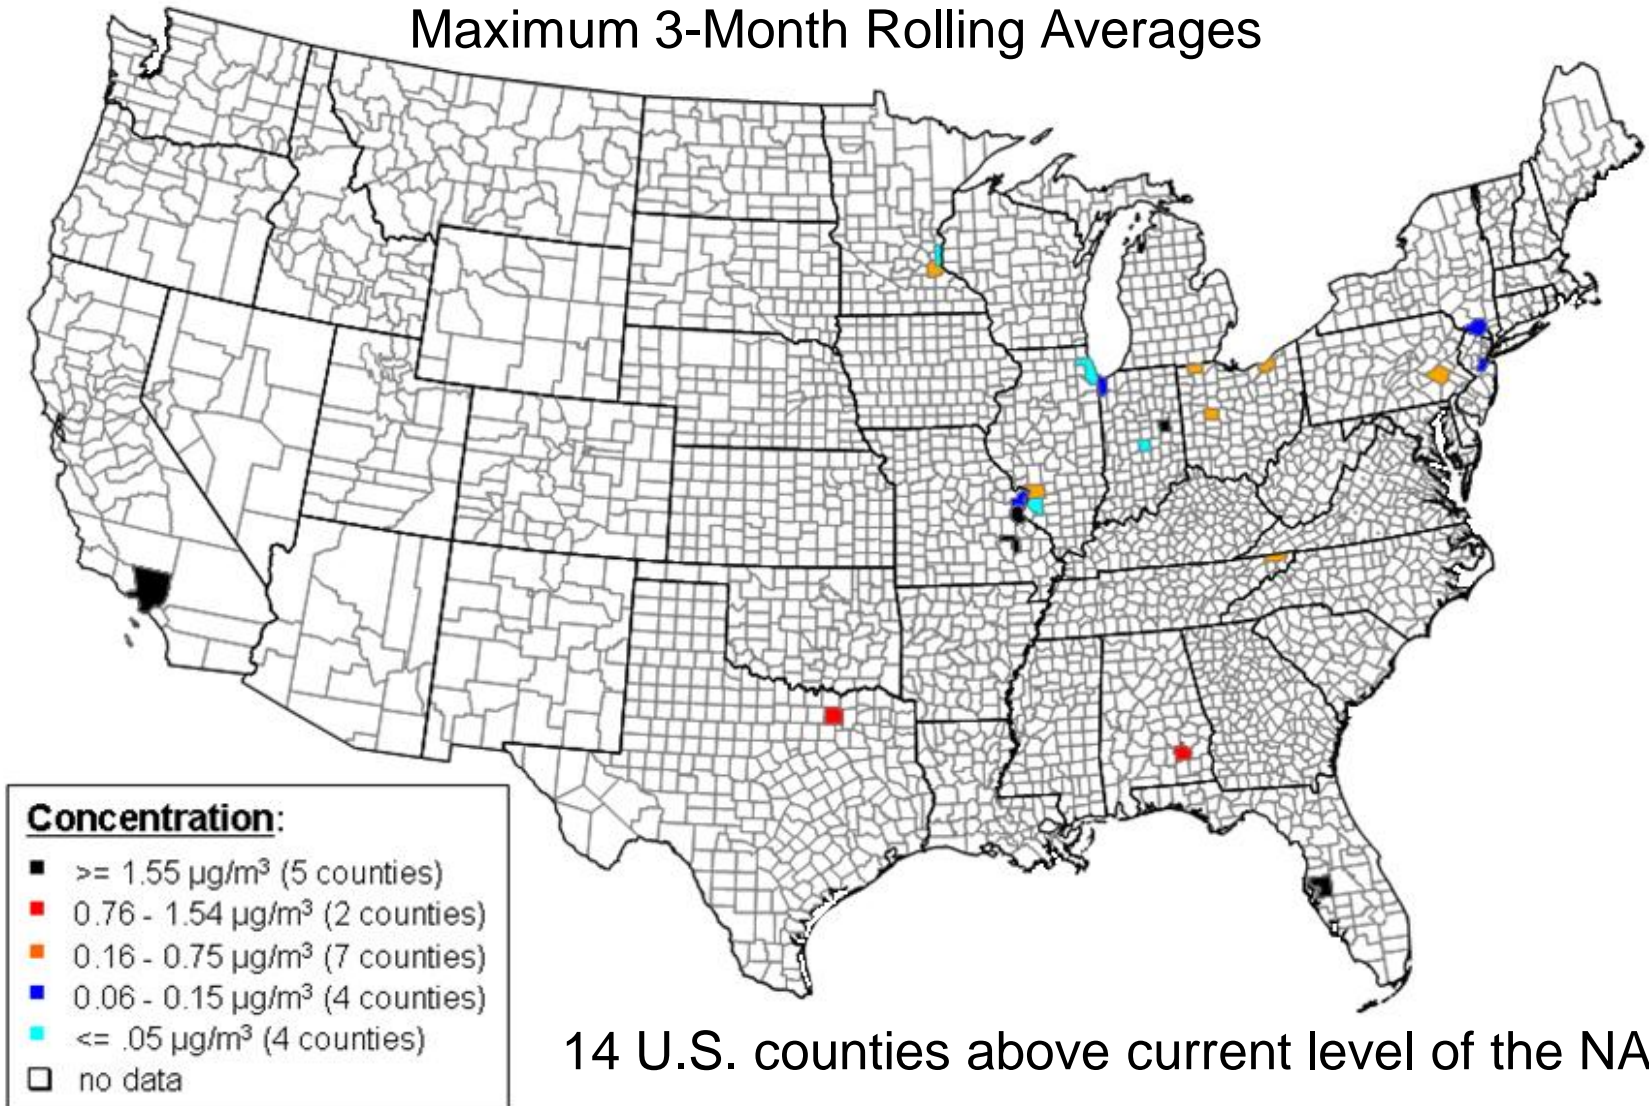 Maximum 3-Month Rolling Averages
Concentration:
>= 1.55 µg/m³ (5 counties)
0.76 - 1.54 µg/m³ (2 counties)
0.16 - 0.75 µg/m³ (7 counties)
0.06 - 0.15 µg/m³ (4 counties)
<= .05 µg/m³ (4 counties)
no data
14 U.S. counties above current level of the NA